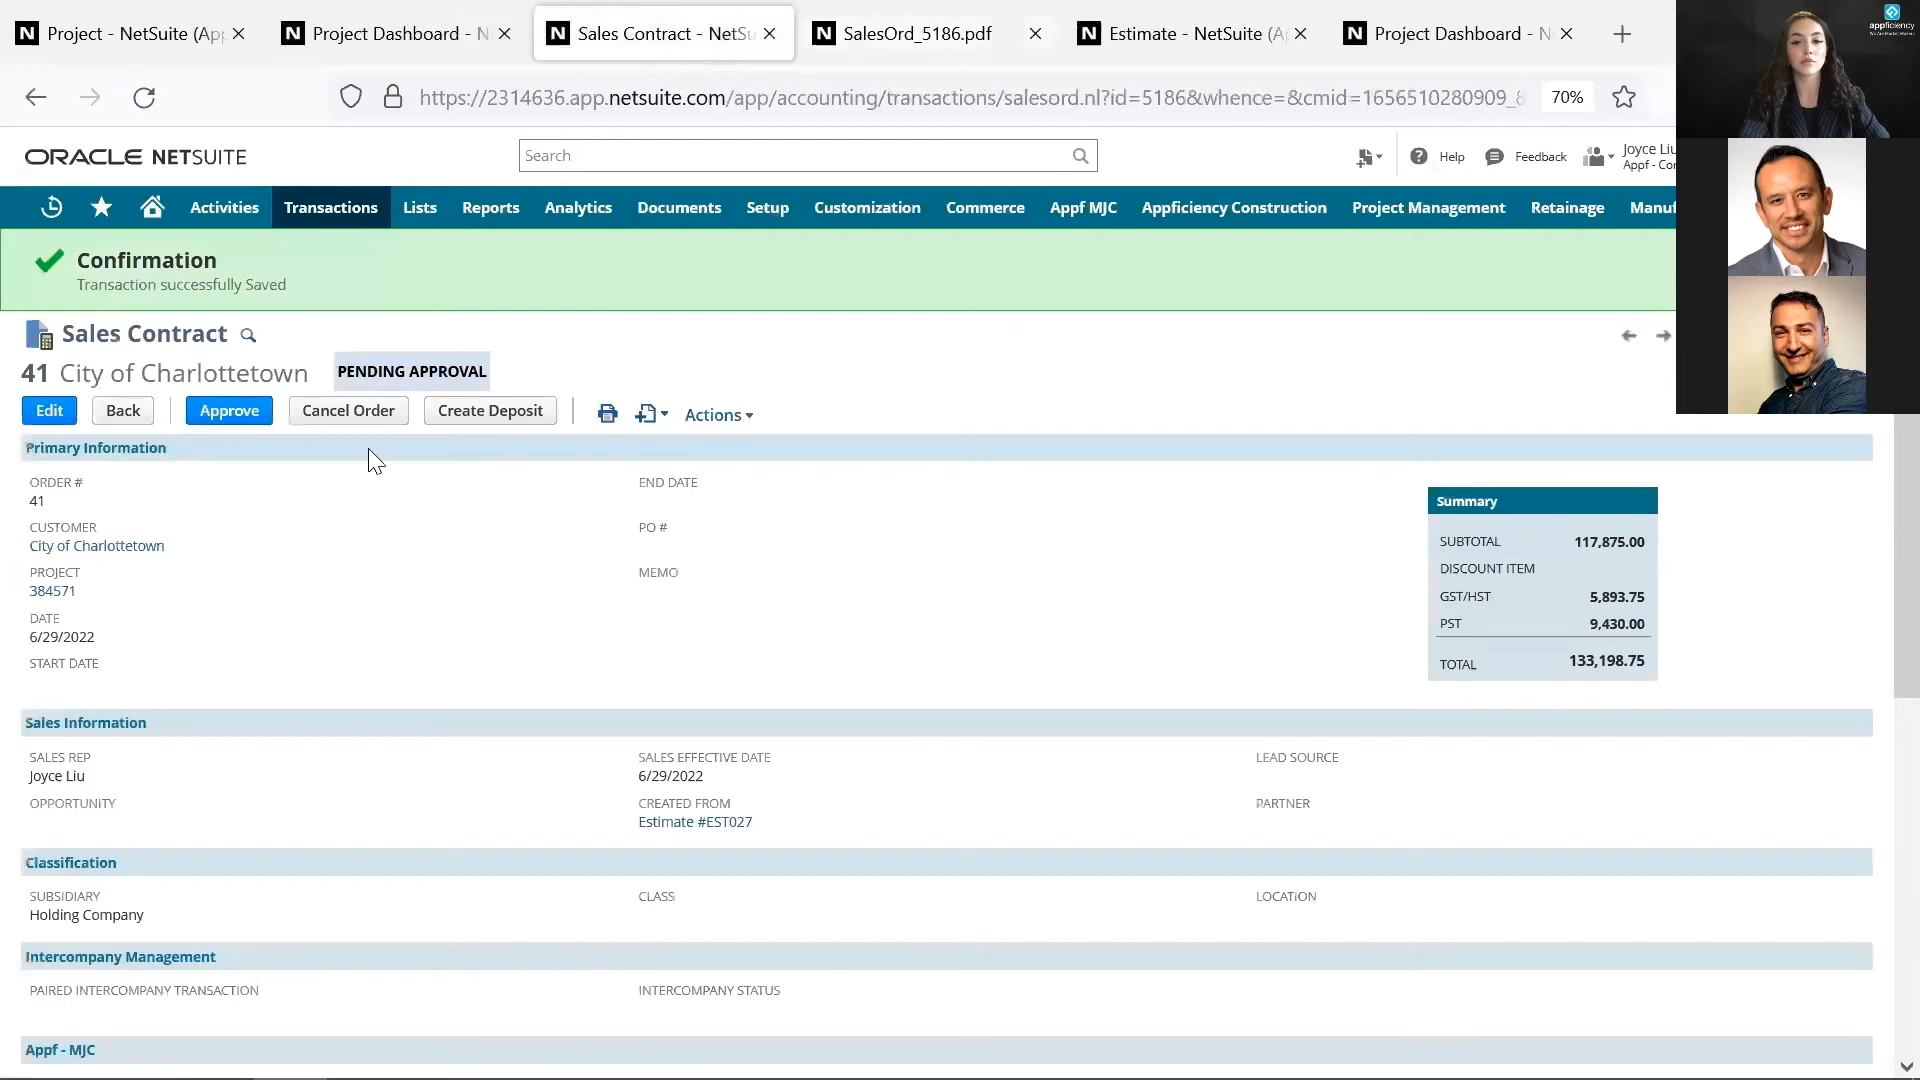 Project - NetSuite (App
Project Dashboard - N
Sales Contract - NetSu
SalesOrd_5186.pdf
Estimate - NetSuite (A
Project Dashboard - N
appficiency
https://2314636.app.netsuite.com/app/accounting/transactions/salesord.nl?id=5186&whence=&cmid=1656510280909_8
70%
ORACLE NETSUITE
Search
Help
Feedback
Joyce Liu
Appf - Cor
Activities
Transactions
Lists
Reports
Analytics
Documents
Setup
Customization
Commerce
Appf MJC
Appficiency Construction
Project Management
Retainage
Manuf
Confirmation
Transaction successfully Saved
Sales Contract
41 City of Charlottetown
PENDING APPROVAL
Edit
Back
Approve
Cancel Order
Create Deposit
Actions
Primary Information
ORDER #
41
CUSTOMER
City of Charlottetown
PROJECT
384571
DATE
6/29/2022
START DATE
END DATE
PO #
MEMO
Summary
SUBTOTAL 117,875.00
DISCOUNT ITEM
GST/HST 5,893.75
PST 9,430.00
TOTAL 133,198.75
Sales Information
SALES REP
Joyce Liu
OPPORTUNITY
SALES EFFECTIVE DATE
6/29/2022
CREATED FROM
Estimate #EST027
LEAD SOURCE
PARTNER
Classification
SUBSIDIARY
Holding Company
CLASS
LOCATION
Intercompany Management
PAIRED INTERCOMPANY TRANSACTION
INTERCOMPANY STATUS
Appf - MJC